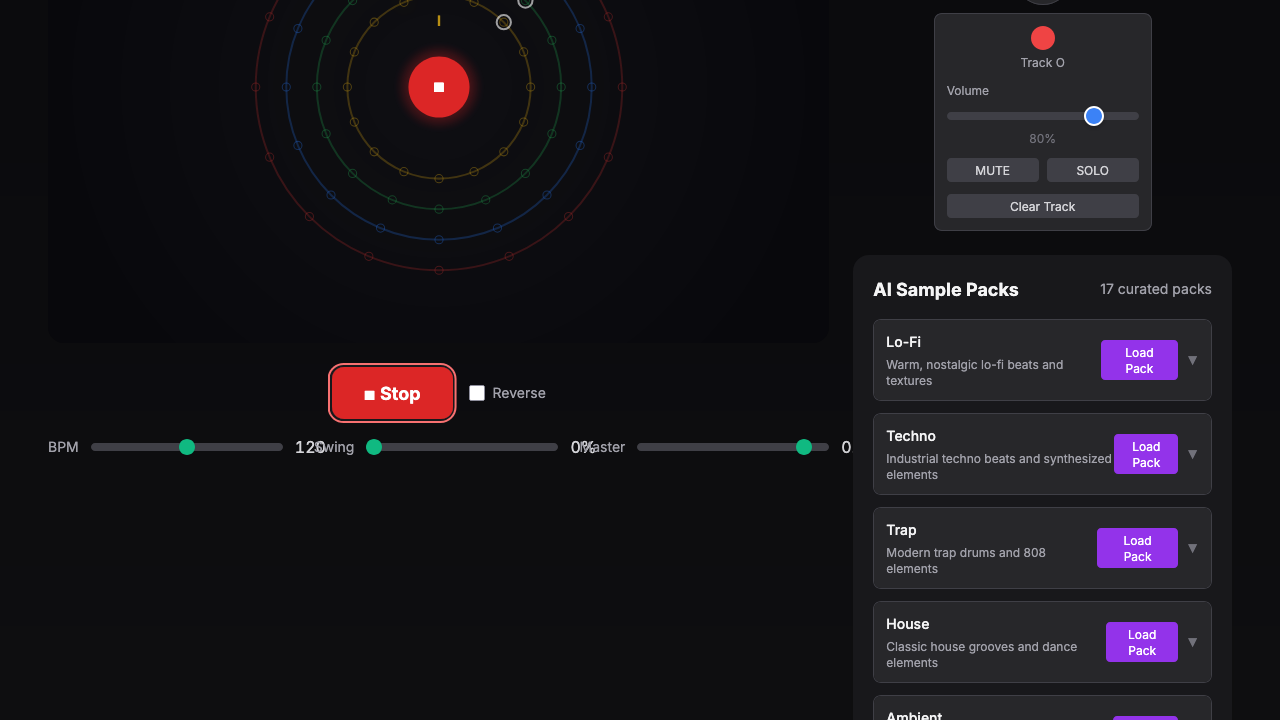 Track O
Volume
80%
MUTE SOLO
Clear Track
AI Sample Packs 17 curated packs
Lo-Fi
Warm, nostalgic lo-fi beats and
textures
Load
Pack
■ Stop
Reverse
BPM 120 Swing 0% Master 0
Techno
Industrial techno beats and synthesized
elements
Load
Pack
Trap
Modern trap drums and 808
elements
Load
Pack
House
Classic house grooves and dance
elements
Load
Pack
Ambient